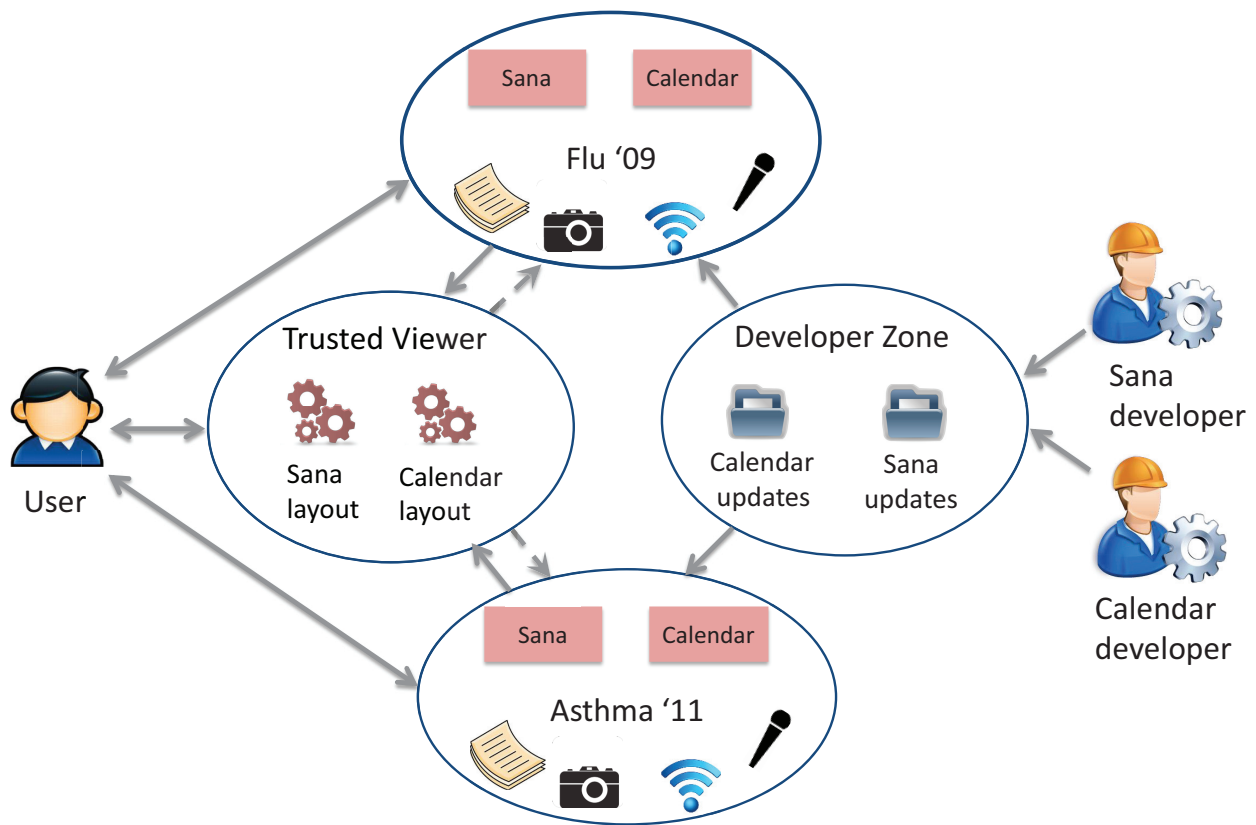 Sana
Calendar
Flu ‘09
Trusted Viewer
Sana
layout
Calendar
layout
Developer Zone
Calendar
updates
Sana
updates
User
Sana
developer
Calendar
developer
Sana
Calendar
Asthma ‘11